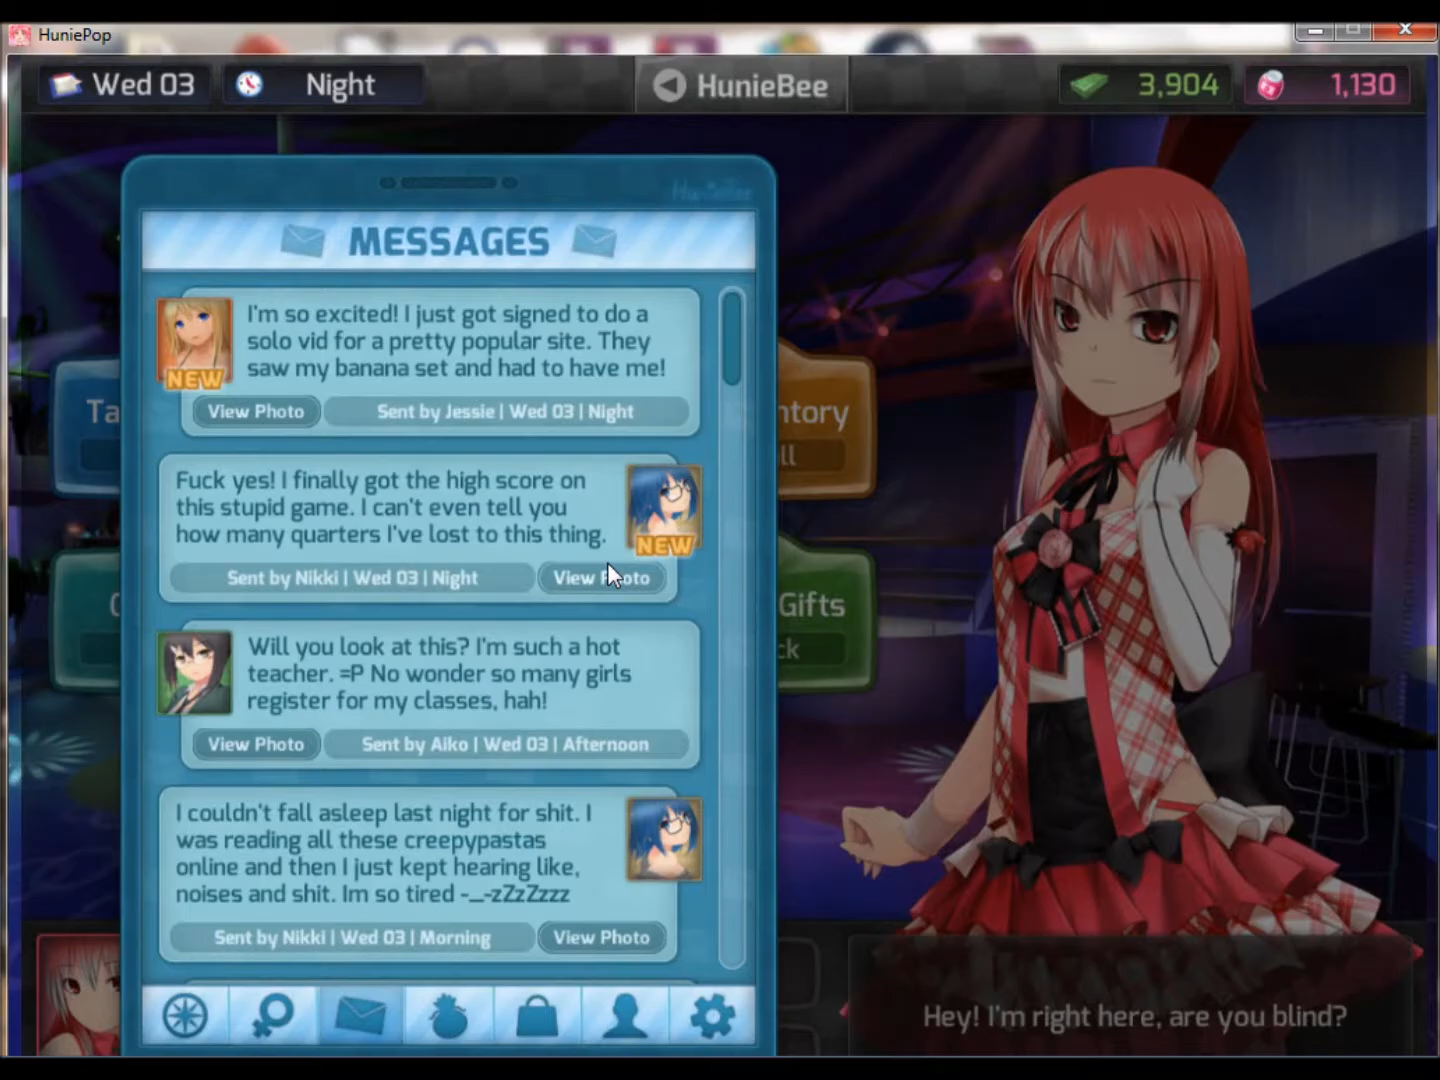 HuniePop
Wed 03
Night
HunieBee
3,904
1,130
MESSAGES
I'm so excited! I just got signed to do a
solo vid for a pretty popular site. They
saw my banana set and had to have me!
NEW
View Photo
Sent by Jessie | Wed 03 | Night
Fuck yes! I finally got the high score on
this stupid game. I can't even tell you
how many quarters I've lost to this thing.
NEW
Sent by Nikki | Wed 03 | Night
View Photo
Will you look at this? I'm such a hot
teacher. =P No wonder so many girls
register for my classes, hah!
View Photo
Sent by Aiko | Wed 03 | Afternoon
I couldn't fall asleep last night for shit. I
was reading all these creepypastas
online and then I just kept hearing like,
noises and shit. Im so tired -_-zZzZzzz
Sent by Nikki | Wed 03 | Morning
View Photo
Ta
ntory
ll
Gifts
ck
Hey! I'm right here, are you blind?